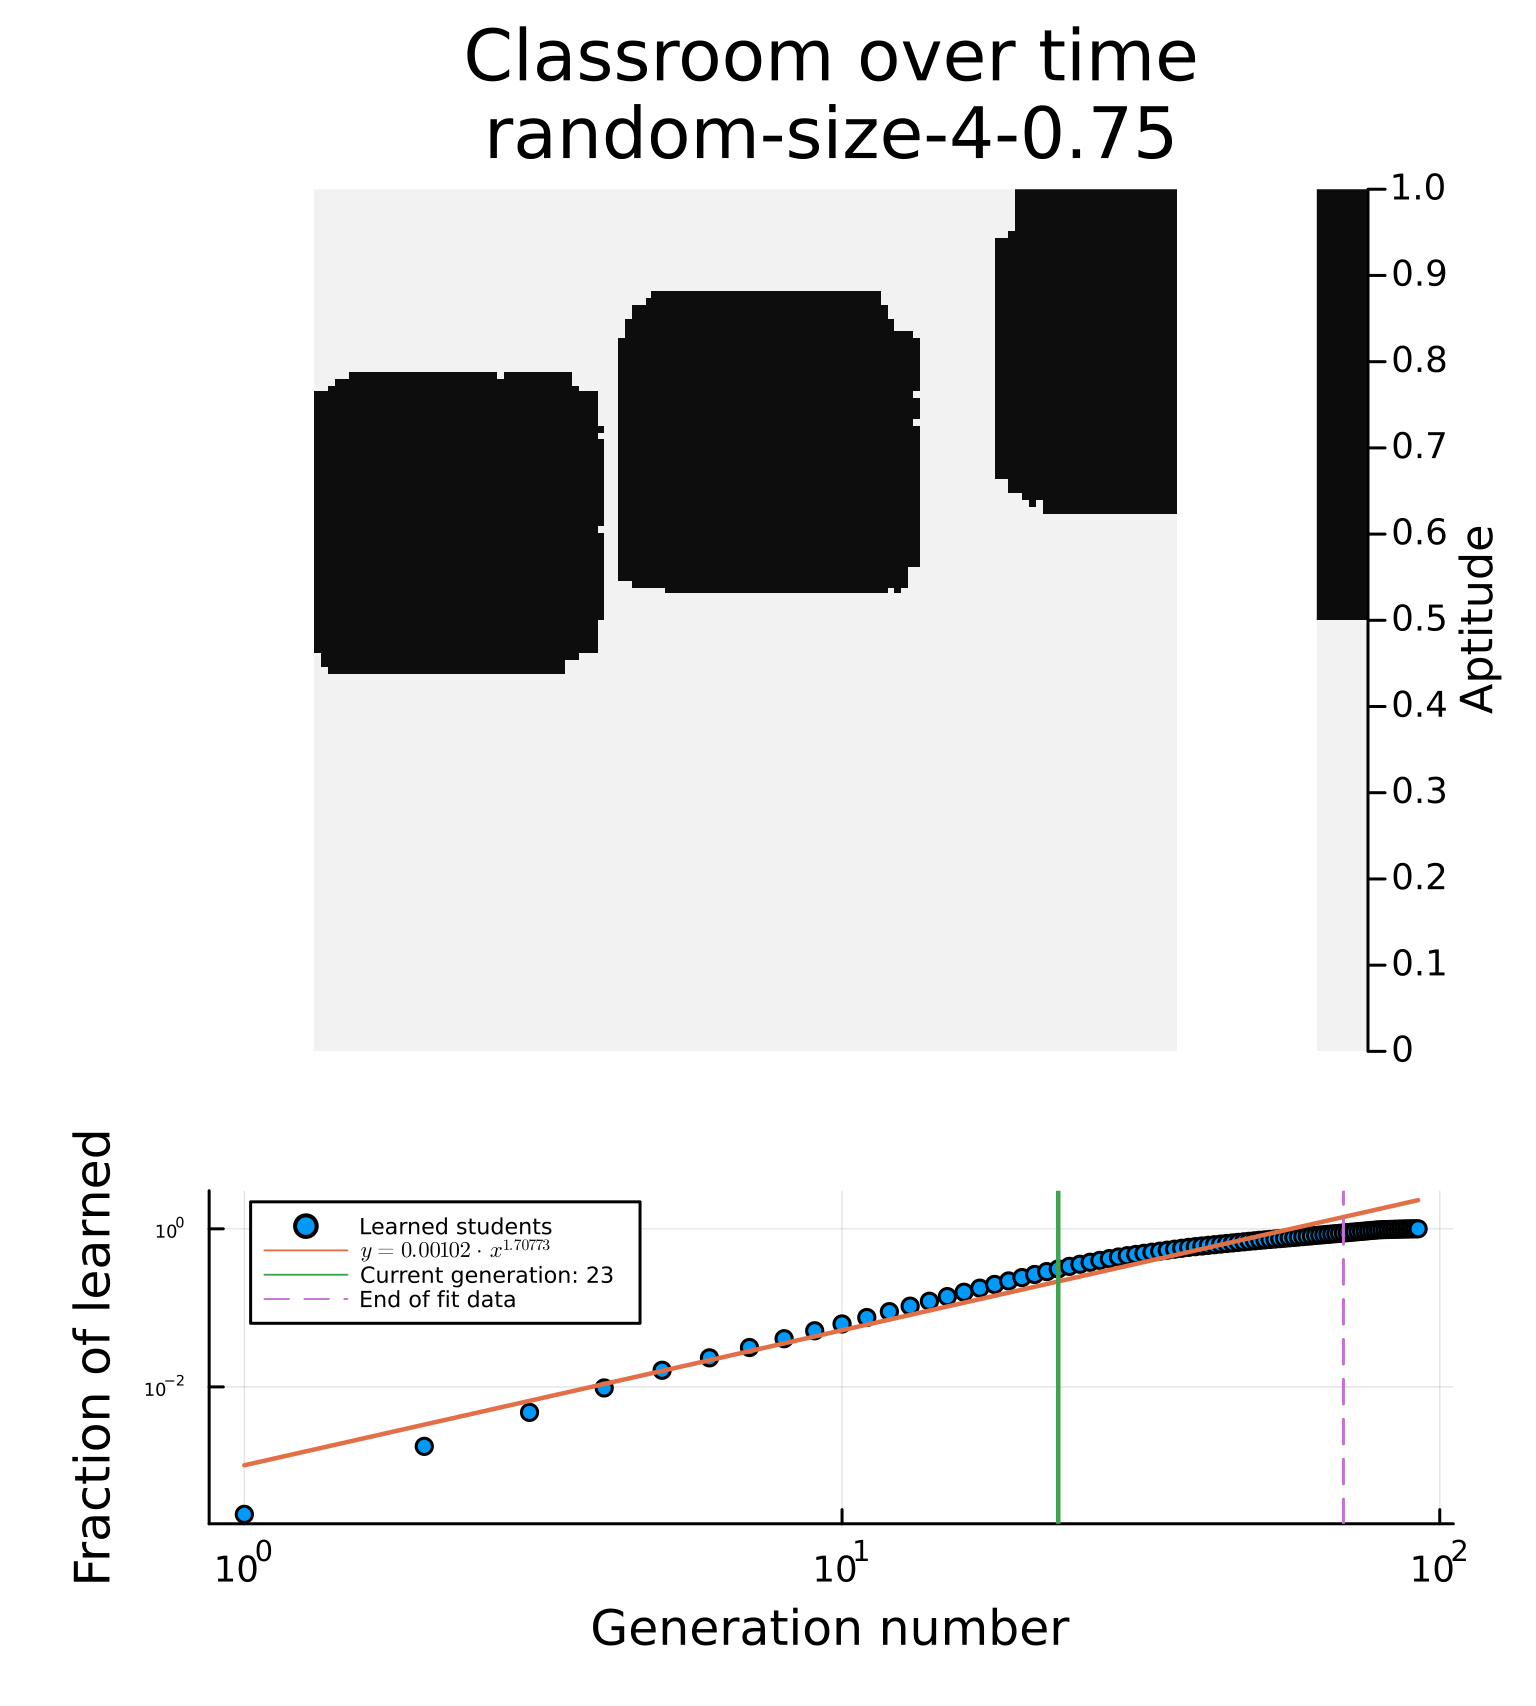 Classroom over time
random-size-4-0.75
1.0
0.9
0.8
0.7
0.6
0.5
0.4
0.3
0.2
0.1
0
Aptitude
Fraction of learned
10⁰
10⁻²
Learned students
y = 0.00102 · x^1.70773
Current generation: 23
End of fit data
10⁰
10¹
10²
Generation number